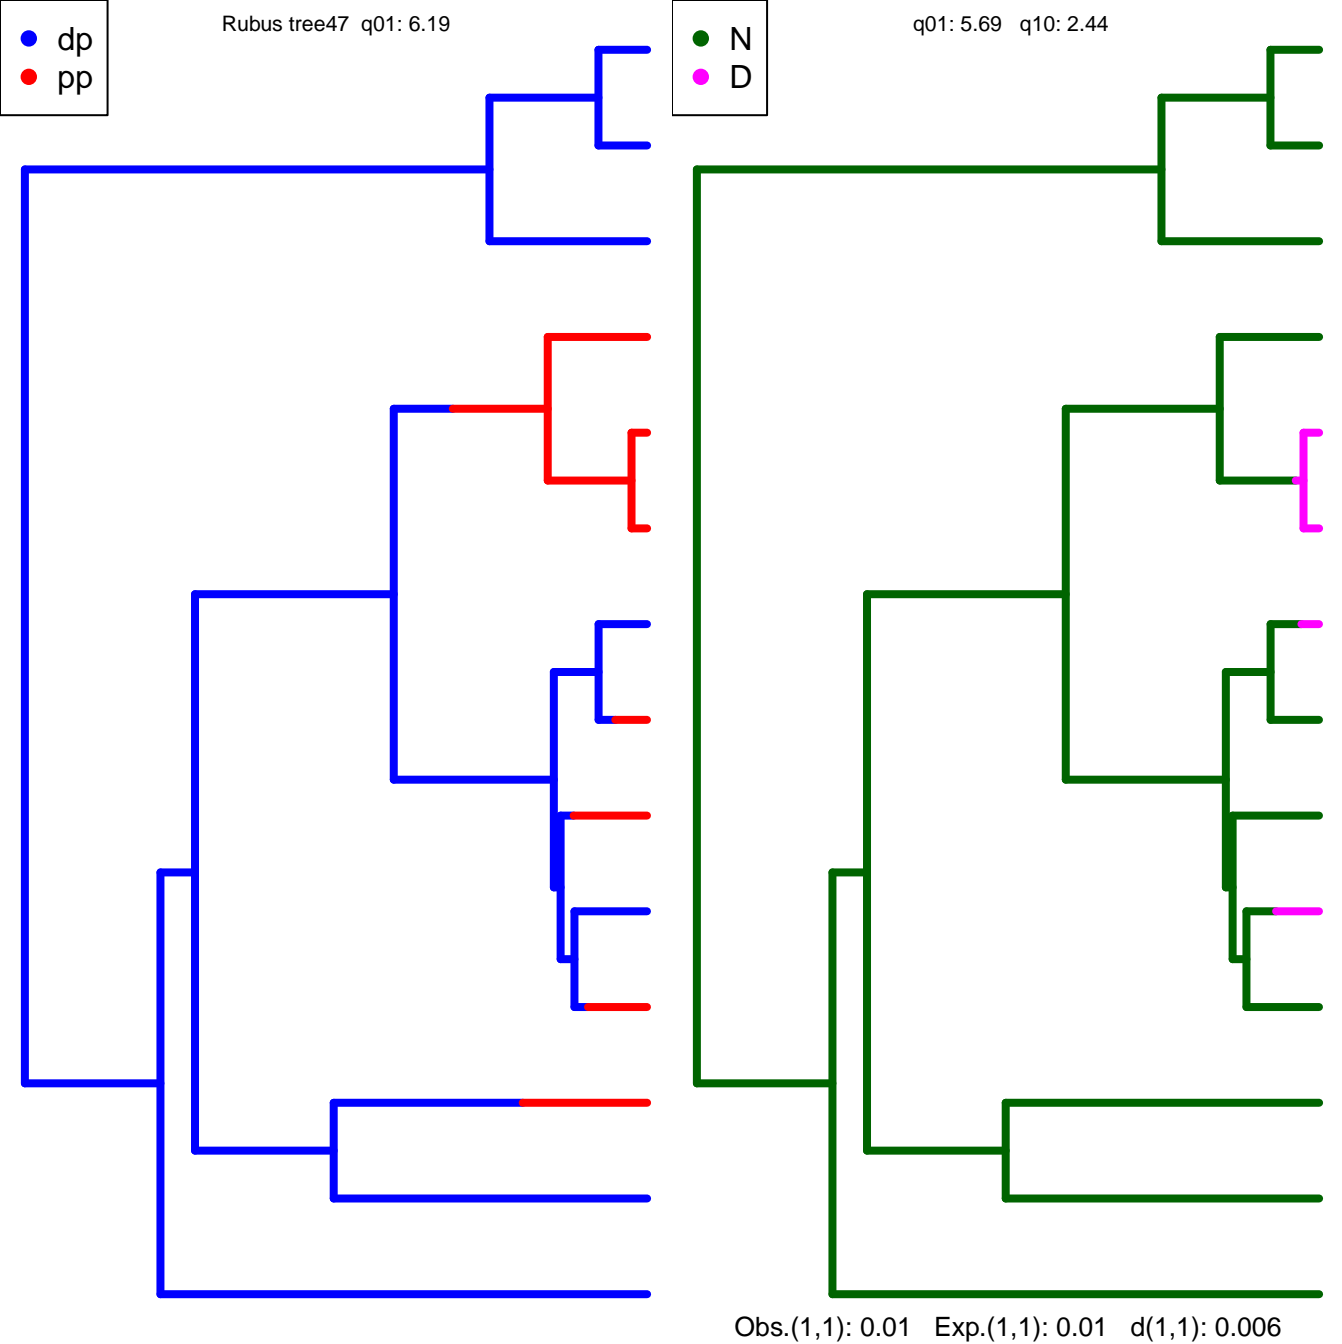 dp
pp
Rubus tree47 q01: 6.19
N
D
q01: 5.69 q10: 2.44
Obs.(1,1): 0.01 Exp.(1,1): 0.01 d(1,1): 0.006